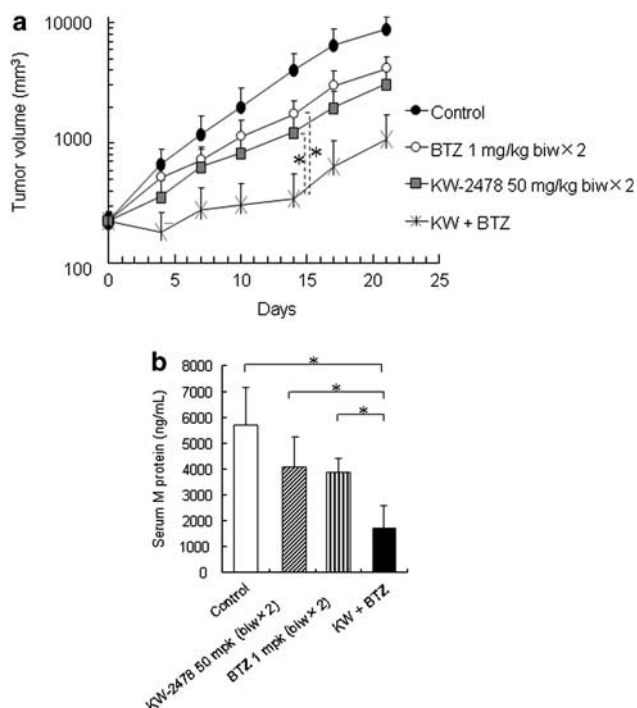 a
Tumor volume (mm³)
10000
1000
100
0
5
10
15
20
25
Days
* *
Control
BTZ 1 mg/kg biw×2
KW-2478 50 mg/kg biw×2
KW + BTZ
b
Serum M protein (ng/mL)
8000
7000
6000
5000
4000
3000
2000
1000
0
*
*
*
Control
KW-2478 50 mpk (biw×2)
BTZ 1 mpk (biw×2)
KW + BTZ